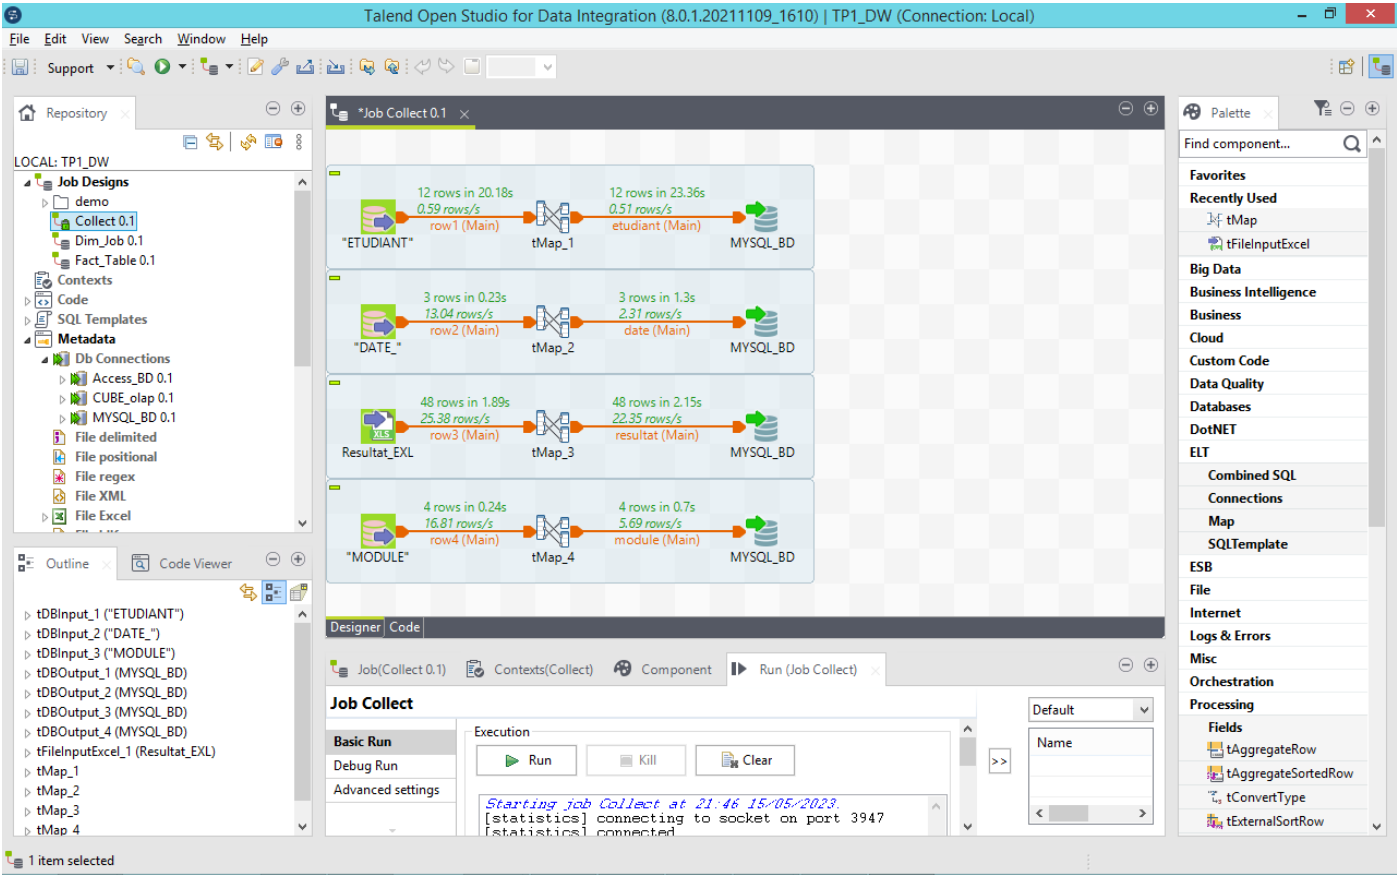 Talend Open Studio for Data Integration (8.0.1.20211109_1610) | TP1_DW (Connection: Local)
File Edit View Search Window Help
Support
Repository
LOCAL: TP1_DW
Job Designs
demo
Collect 0.1
Dim_Job 0.1
Fact_Table 0.1
Contexts
Code
SQL Templates
Metadata
Db Connections
Access_BD 0.1
CUBE_olap 0.1
MYSQL_BD 0.1
File delimited
File positional
File regex
File XML
File Excel
Outline
Code Viewer
tDBInput_1 ("ETUDIANT")
tDBInput_2 ("DATE_")
tDBInput_3 ("MODULE")
tDBOutput_1 (MYSQL_BD)
tDBOutput_2 (MYSQL_BD)
tDBOutput_3 (MYSQL_BD)
tDBOutput_4 (MYSQL_BD)
tFileInputExcel_1 (Resultat_EXL)
tMap_1
tMap_2
tMap_3
tMap_4
1 item selected
*Job Collect 0.1
12 rows in 20.18s 12 rows in 23.36s
0.59 rows/s 0.51 rows/s
row1 (Main) etudiant (Main)
"ETUDIANT" tMap_1 MYSQL_BD
3 rows in 0.23s 3 rows in 1.3s
13.04 rows/s 2.31 rows/s
row2 (Main) date (Main)
"DATE_" tMap_2 MYSQL_BD
48 rows in 1.89s 48 rows in 2.15s
25.38 rows/s 22.35 rows/s
row3 (Main) resultat (Main)
XLS
Resultat_EXL tMap_3 MYSQL_BD
4 rows in 0.24s 4 rows in 0.7s
16.81 rows/s 5.69 rows/s
row4 (Main) module (Main)
"MODULE" tMap_4 MYSQL_BD
Designer Code
Job(Collect 0.1) Contexts(Collect) Component Run (Job Collect)
Job Collect
Basic Run
Debug Run
Advanced settings
Execution
Run Kill Clear
Starting job Collect at 21:46 15/05/2023.
[statistics] connecting to socket on port 3947
[statistics] connected
>>
Default
Name
Palette
Find component...
Favorites
Recently Used
tMap
tFileInputExcel
Big Data
Business Intelligence
Business
Cloud
Custom Code
Data Quality
Databases
DotNET
ELT
Combined SQL
Connections
Map
SQLTemplate
ESB
File
Internet
Logs & Errors
Misc
Orchestration
Processing
Fields
tAggregateRow
tAggregateSortedRow
tConvertType
tExternalSortRow